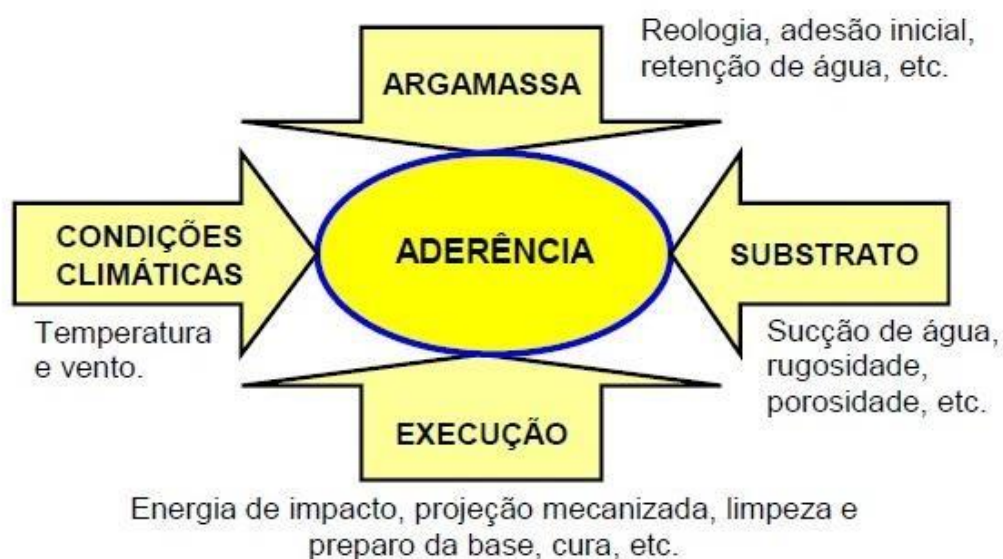 Reologia, adesão inicial,
retenção de água, etc.
ARGAMASSA
CONDIÇÕES
CLIMÁTICAS
ADERÊNCIA
SUBSTRATO
Temperatura
e vento.
Sucção de água,
rugosidade,
porosidade, etc.
EXECUÇÃO
Energia de impacto, projeção mecanizada, limpeza e
preparo da base, cura, etc.